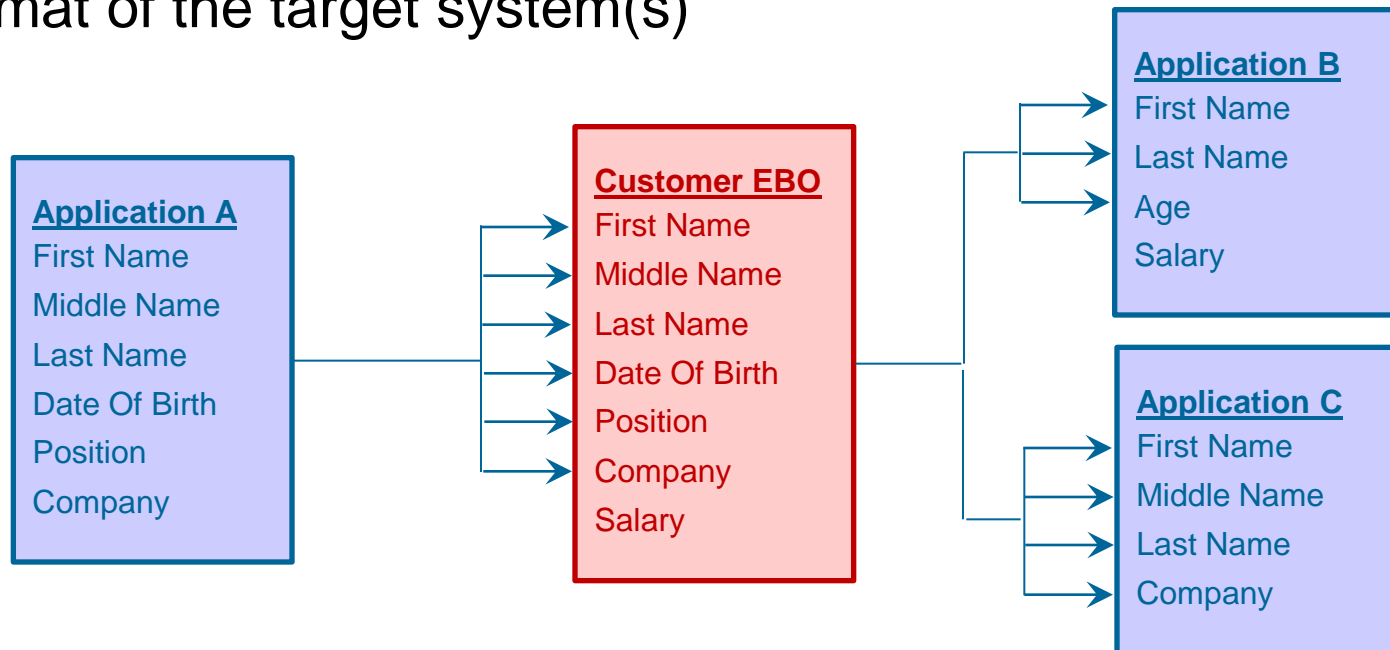 mat of the target system(s)
Application A
First Name
Middle Name
Last Name
Date Of Birth
Position
Company
Customer EBO
First Name
Middle Name
Last Name
Date Of Birth
Position
Company
Salary
Application B
First Name
Last Name
Age
Salary
Application C
First Name
Middle Name
Last Name
Company